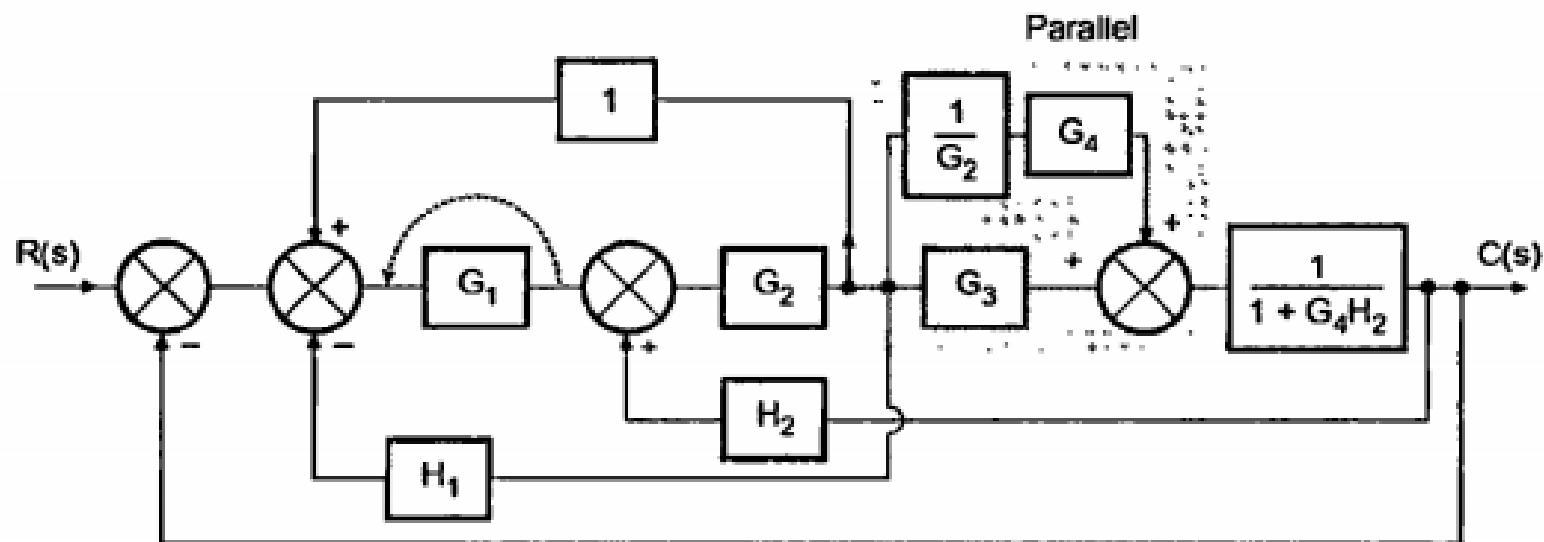 Parallel
1
1
G₂
G₄
R(s)
+
G₁
G₂
G₃
+
+
1
1 + G₄H₂
C(s)
−
−
+
H₂
H₁